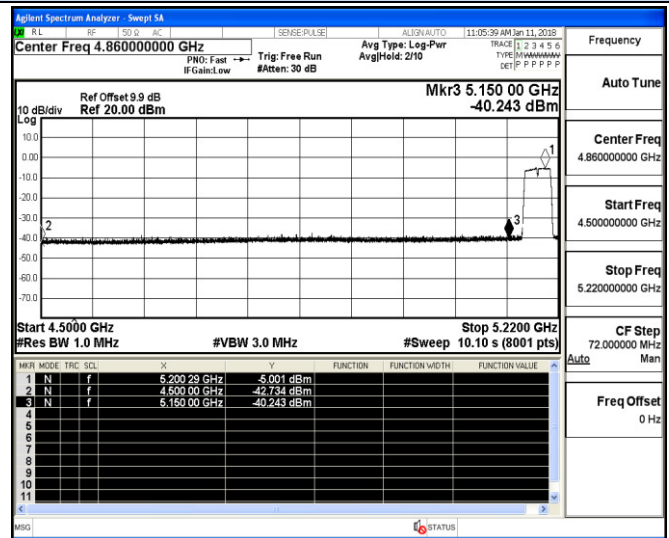 Agilent Spectrum Analyzer - Swept SA
RL RF 50 Ω AC SENSE:PULSE ALIGN AUTO 11:05:39 AM Jan 11, 2018
Center Freq 4.860000000 GHz
PNO: Fast
IFGain:Low
Trig: Free Run
#Atten: 30 dB
Avg Type: Log-Pwr
Avg|Hold: 2/10
TRACE 1 2 3 4 5 6
TYPE MWWWWW
DET P P P P P P
Mkr3 5.150 00 GHz
-40.243 dBm
Ref Offset 9.9 dB
10 dB/div Ref 20.00 dBm
Log
10.0
0.00
-10.0
-20.0
-30.0
-40.0
-50.0
-60.0
-70.0
1
2
3
Start 4.5000 GHz Stop 5.2200 GHz
#Res BW 1.0 MHz #VBW 3.0 MHz #Sweep 10.10 s (8001 pts)
MKR MODE TRC SCL X Y FUNCTION FUNCTION WIDTH FUNCTION VALUE
1 N f 5.200 29 GHz -5.001 dBm
2 N f 4.500 00 GHz -42.734 dBm
3 N f 5.150 00 GHz -40.243 dBm
4
5
6
7
8
9
10
11
MSG STATUS
Frequency
Auto Tune
Center Freq
4.860000000 GHz
Start Freq
4.500000000 GHz
Stop Freq
5.220000000 GHz
CF Step
72.000000 MHz
Auto Man
Freq Offset
0 Hz